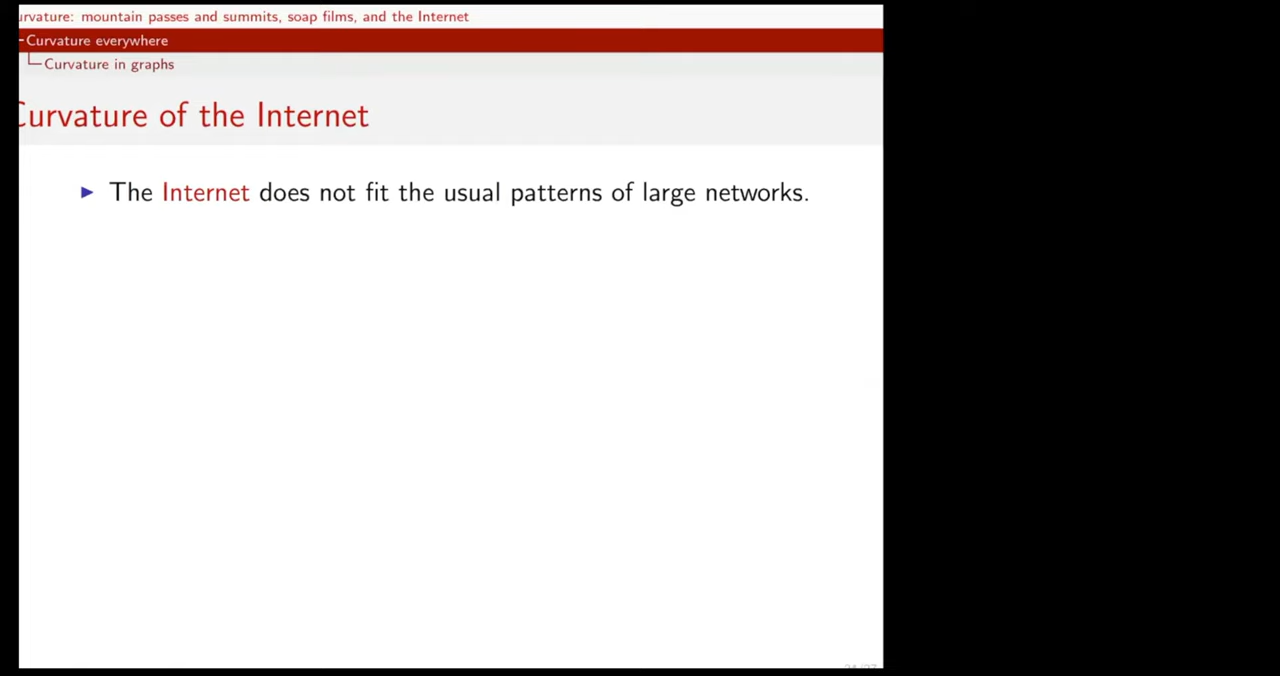 urvature: mountain passes and summits, soap films, and the Internet
Curvature everywhere
Curvature in graphs
Curvature of the Internet
The Internet does not fit the usual patterns of large networks.